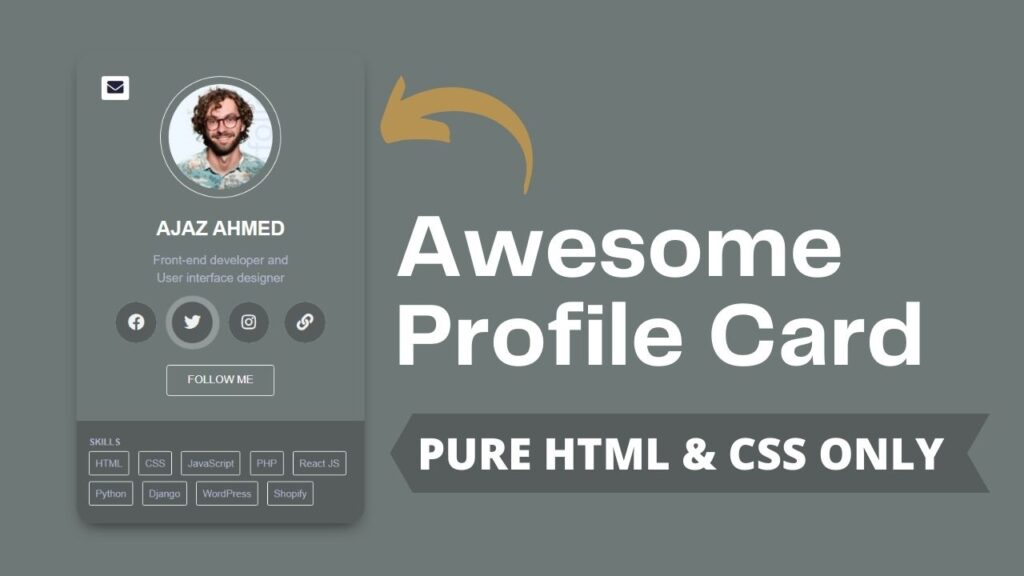 AJAZ AHMED
Front-end developer and
User interface designer
FOLLOW ME
SKILLS
HTML CSS JavaScript PHP React JS
Python Django WordPress Shopify
Awesome
Profile Card
PURE HTML & CSS ONLY